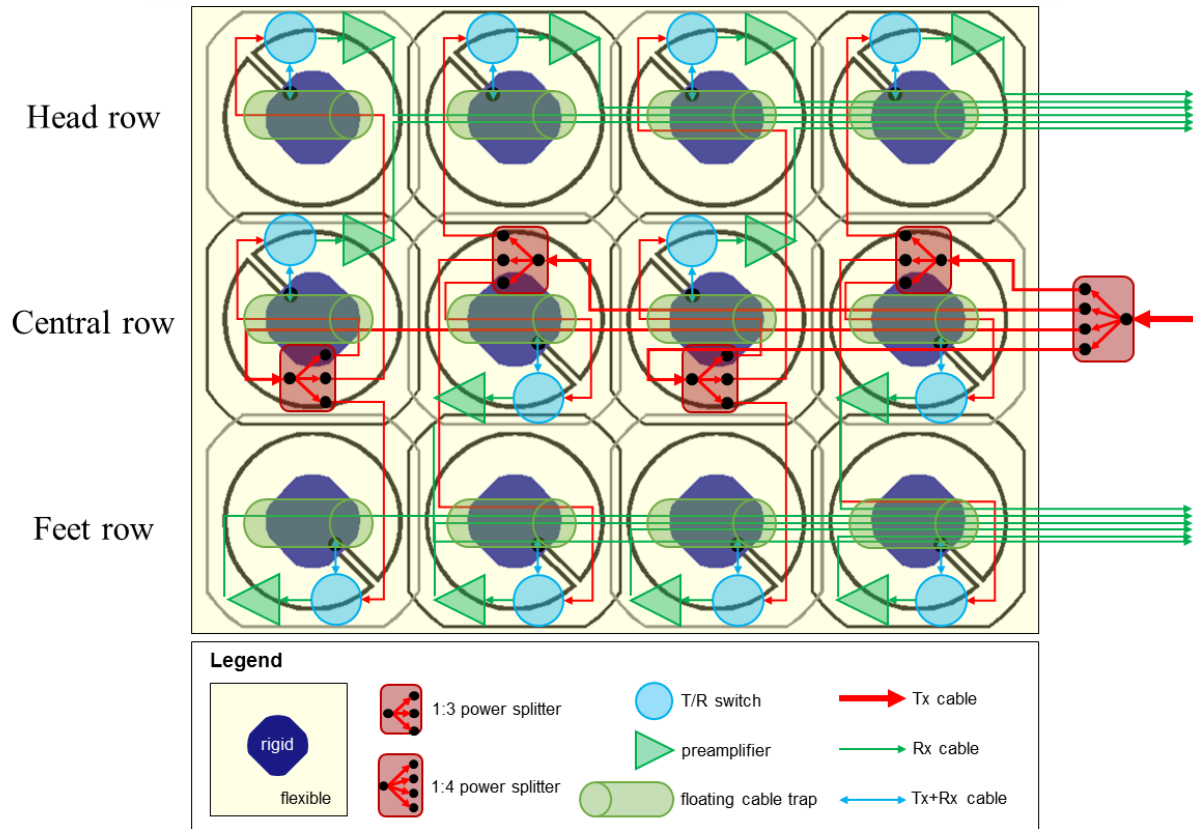 Head row
Central row
Feet row
Legend
rigid
flexible
1:3 power splitter
1:4 power splitter
T/R switch
preamplifier
floating cable trap
Tx cable
Rx cable
Tx+Rx cable